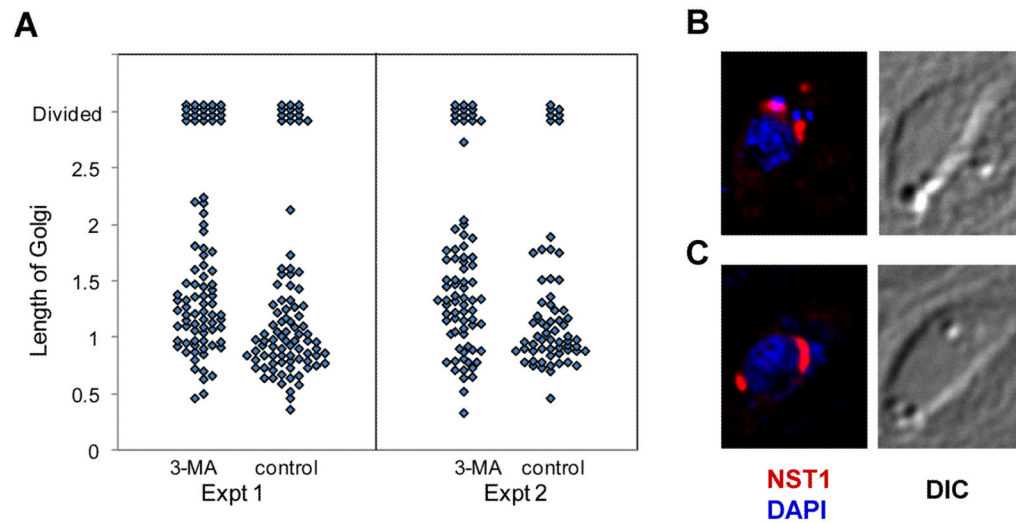 A
B
Divided
2.5
2
1.5
1
0.5
0
Length of Golgi
3-MA control 3-MA control
Expt 1 Expt 2
C
NST1
DAPI
DIC